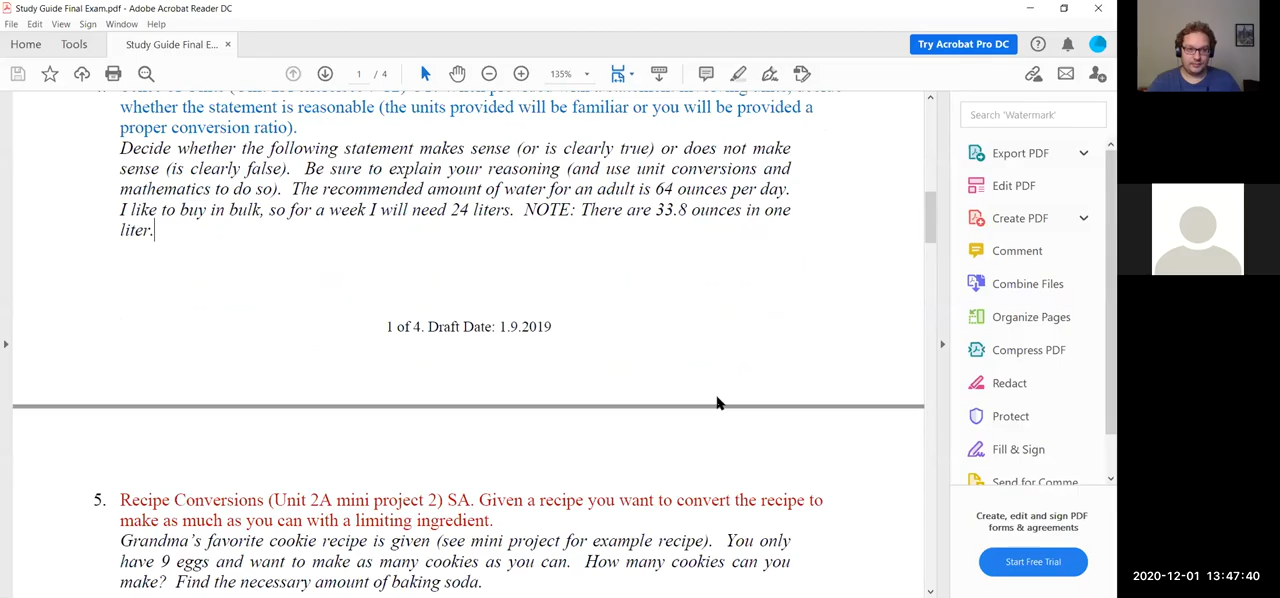 Study Guide Final Exam.pdf - Adobe Acrobat Reader DC
File Edit View Sign Window Help
Home Tools Study Guide Final E... ×
Try Acrobat Pro DC
1 / 4
135%
whether the statement is reasonable (the units provided will be familiar or you will be provided a
proper conversion ratio).
Decide whether the following statement makes sense (or is clearly true) or does not make
sense (is clearly false). Be sure to explain your reasoning (and use unit conversions and
mathematics to do so). The recommended amount of water for an adult is 64 ounces per day.
I like to buy in bulk, so for a week I will need 24 liters. NOTE: There are 33.8 ounces in one
liter.
1 of 4. Draft Date: 1.9.2019
5. Recipe Conversions (Unit 2A mini project 2) SA. Given a recipe you want to convert the recipe to
make as much as you can with a limiting ingredient.
Grandma's favorite cookie recipe is given (see mini project for example recipe). You only
have 9 eggs and want to make as many cookies as you can. How many cookies can you
make? Find the necessary amount of baking soda.
Search 'Watermark'
Export PDF
Edit PDF
Create PDF
Comment
Combine Files
Organize Pages
Compress PDF
Redact
Protect
Fill & Sign
Send for Comme
Create, edit and sign PDF
forms & agreements
Start Free Trial
2020-12-01 13:47:40